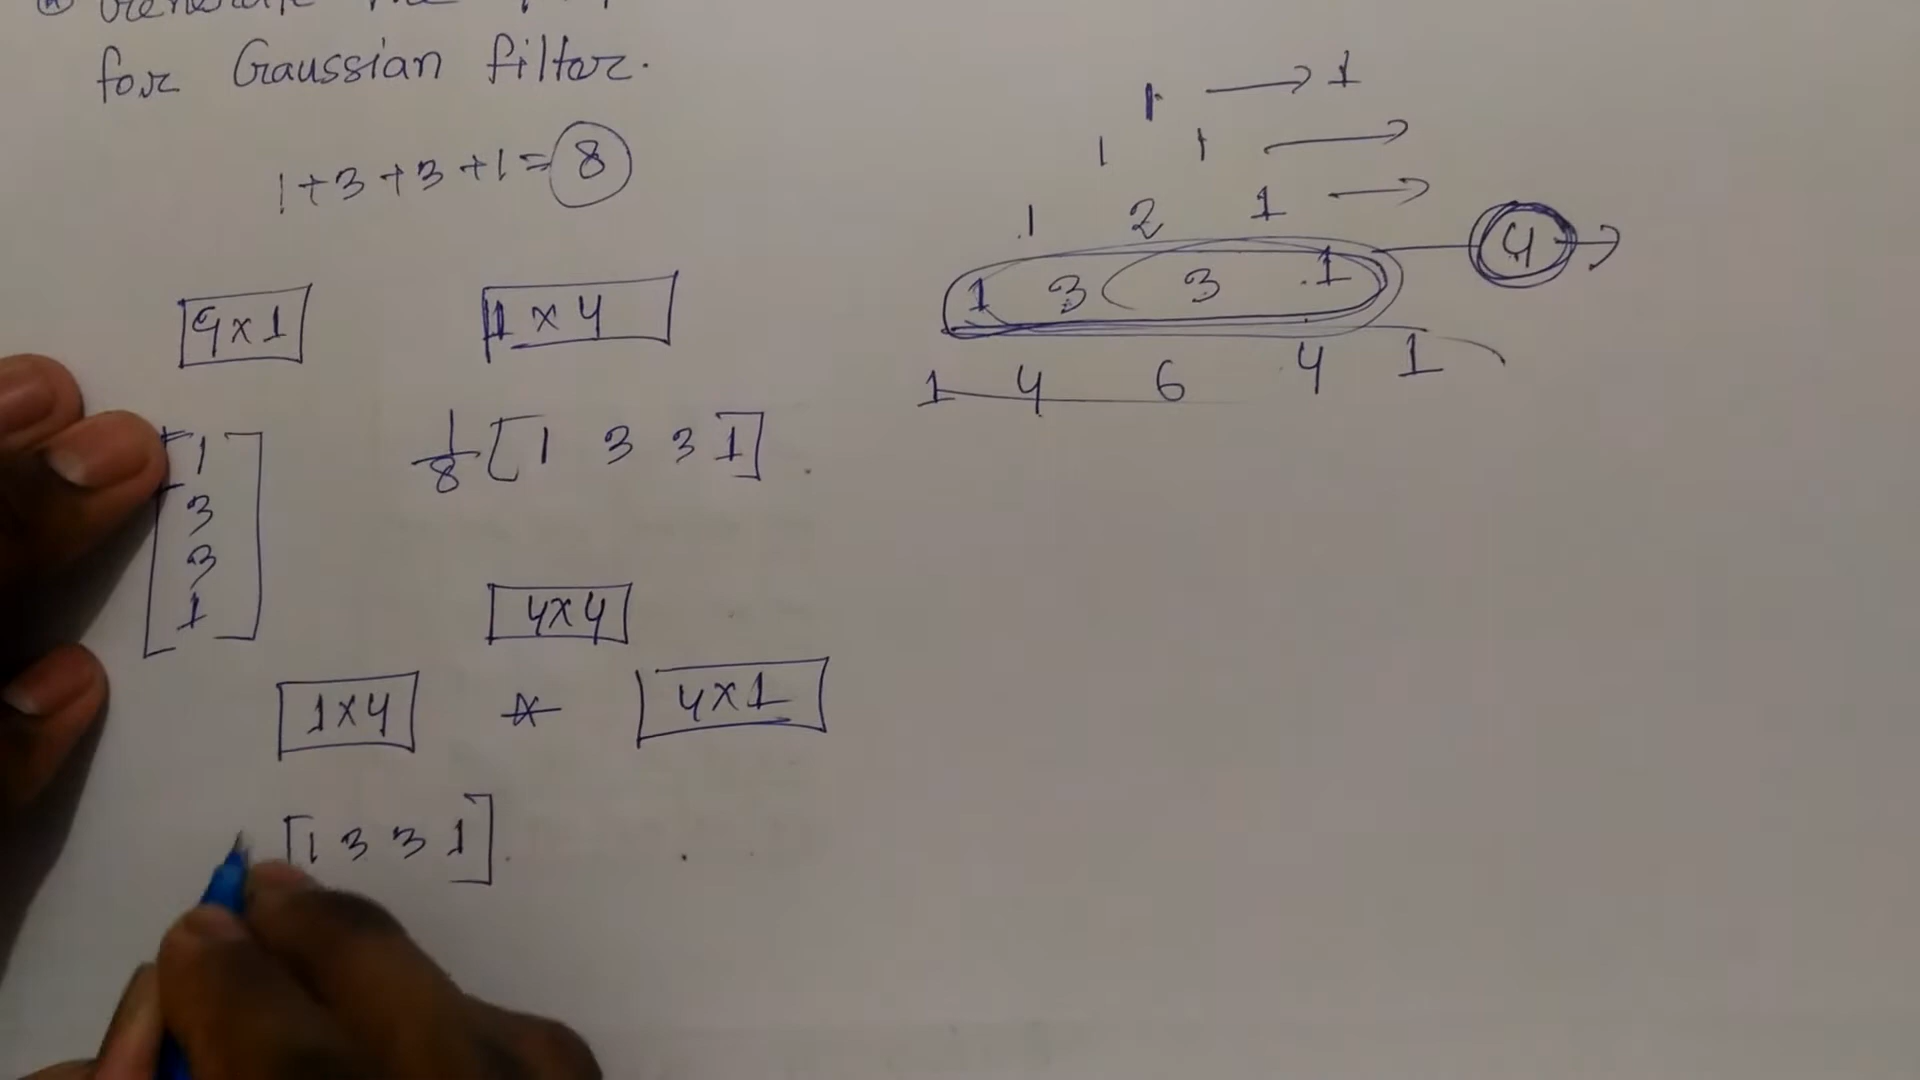 for Gaussian filter.
1+3+3+1=8
4x1 1x4
1/8 [1 3 3 1]
[1
3
3
1]
4x4
1x4 * 4x1
[1 3 3 1]
1 → 1
1 1 →
1 2 1 →
1 3 3 1 4 →
1 4 6 4 1